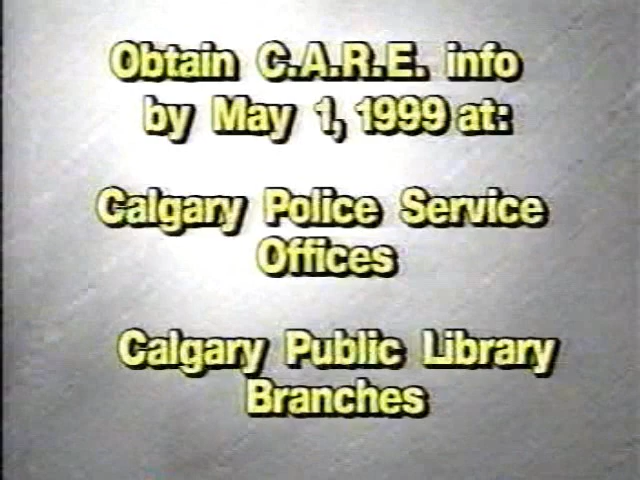 Obtain C.A.R.E. info
by May 1, 1999 at:
Calgary Police Service
Offices
Calgary Public Library
Branches